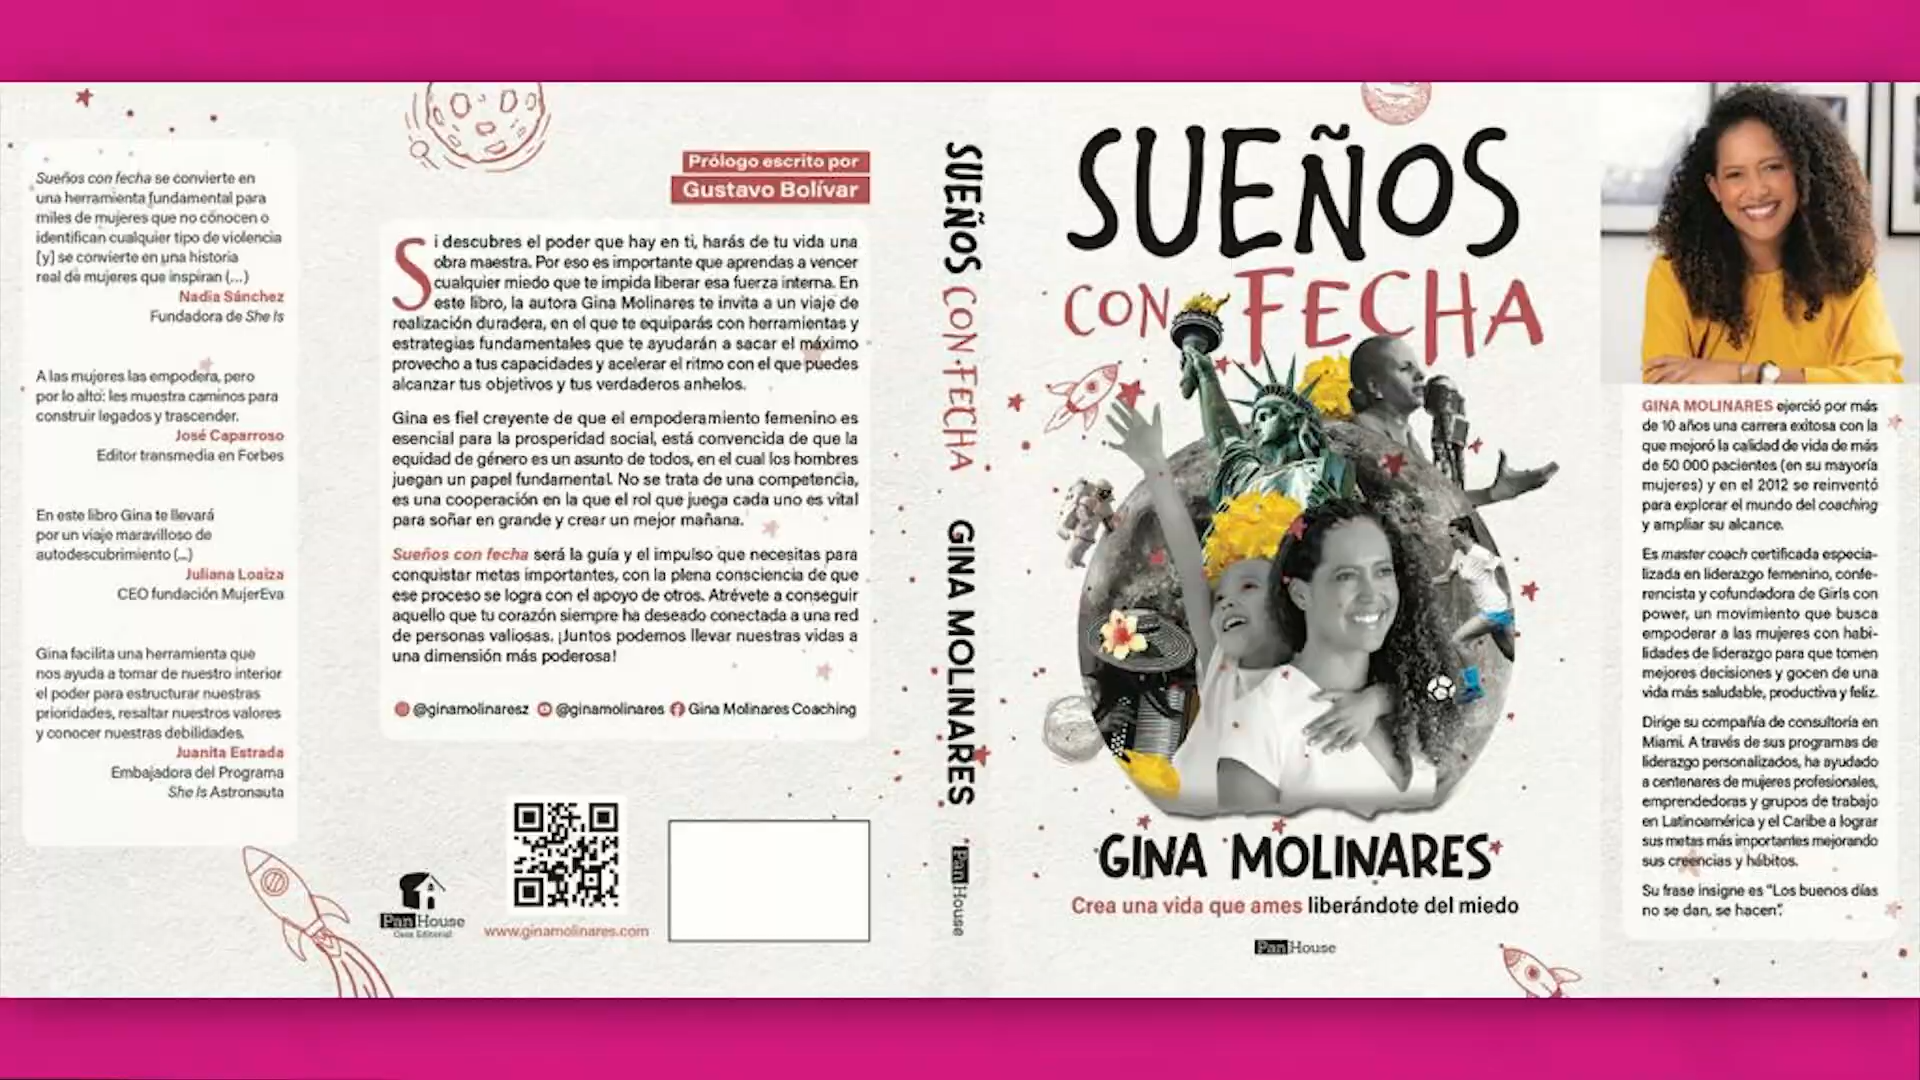 Sueños con fecha se convierte en
una herramienta fundamental para
miles de mujeres que no conocen o
identifican cualquier tipo de violencia
[y] se convierte en una historia
real de mujeres que inspiran (...)
Nadia Sánchez
Fundadora de She Is
A las mujeres las empodera, pero
por lo alto: les muestra caminos para
construir legados y trascender.
José Caparroso
Editor transmedia en Forbes
En este libro Gina te llevará
por un viaje maravilloso de
autodescubrimiento (...)
Juliana Loaiza
CEO fundación MujerEva
Gina facilita una herramienta que
nos ayuda a tomar de nuestro interior
el poder para estructurar nuestras
prioridades, resaltar nuestros valores
y conocer nuestras debilidades.
Juanita Estrada
Embajadora del Programa
She Is Astronauta
Prólogo escrito por
Gustavo Bolívar
Si descubres el poder que hay en ti, harás de tu vida una
obra maestra. Por eso es importante que aprendas a vencer
cualquier miedo que te impida liberar esa fuerza interna. En
este libro, la autora Gina Molinares te invita a un viaje de
realización duradera, en el que te equiparás con herramientas y
estrategias fundamentales que te ayudarán a sacar el máximo
provecho a tus capacidades y acelerar el ritmo con el que puedes
alcanzar tus objetivos y tus verdaderos anhelos.
Gina es fiel creyente de que el empoderamiento femenino es
esencial para la prosperidad social, está convencida de que la
equidad de género es un asunto de todos, en el cual los hombres
juegan un papel fundamental. No se trata de una competencia,
es una cooperación en la que el rol que juega cada uno es vital
para soñar en grande y crear un mejor mañana.
Sueños con fecha será la guía y el impulso que necesitas para
conquistar metas importantes, con la plena consciencia de que
ese proceso se logra con el apoyo de otros. Atrévete a conseguir
aquello que tu corazón siempre ha deseado conectada a una red
de personas valiosas. ¡Juntos podemos llevar nuestras vidas a
una dimensión más poderosa!
@ginamolinaresz @ginamolinares Gina Molinares Coaching
PanHouse
Casa Editorial
www.ginamolinares.com
SUEÑOS CON FECHA GINA MOLINARES PanHouse
SUEÑOS
CON FECHA
GINA MOLINARES
Crea una vida que ames liberándote del miedo
PanHouse
GINA MOLINARES ejerció por más
de 10 años una carrera exitosa con la
que mejoró la calidad de vida de más
de 50 000 pacientes (en su mayoría
mujeres) y en el 2012 se reinventó
para explorar el mundo del coaching
y ampliar su alcance.
Es master coach certificada especia-
lizada en liderazgo femenino, confe-
rencista y cofundadora de Girls con
power, un movimiento que busca
empoderar a las mujeres con habi-
lidades de liderazgo para que tomen
mejores decisiones y gocen de una
vida más saludable, productiva y feliz.
Dirige su compañía de consultoría en
Miami. A través de sus programas de
liderazgo personalizados, ha ayudado
a centenares de mujeres profesionales,
emprendedoras y grupos de trabajo
en Latinoamérica y el Caribe a lograr
sus metas más importantes mejorando
sus creencias y hábitos.
Su frase insigne es "Los buenos días
no se dan, se hacen".